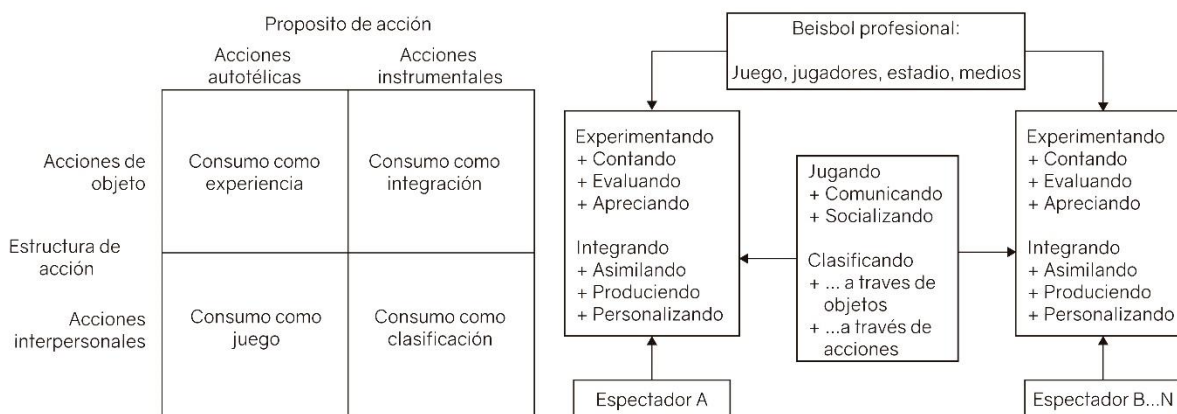 Proposito de acción
Acciones
autotélicas
Acciones
instrumentales
Acciones de
objeto
Consumo como
experiencia
Consumo como
integración
Estructura de
acción
Acciones
interpersonales
Consumo como
juego
Consumo como
clasificación
Beisbol profesional:
Juego, jugadores, estadio, medios
Experimentando
+ Contando
+ Evaluando
+ Apreciando
Integrando
+ Asimilando
+ Produciendo
+ Personalizando
Espectador A
Jugando
+ Comunicando
+ Socializando
Clasificando
+ ... a traves de
objetos
+ ...a través de
acciones
Experimentando
+ Contando
+ Evaluando
+ Apreciando
Integrando
+ Asimilando
+ Produciendo
+ Personalizando
Espectador B...N